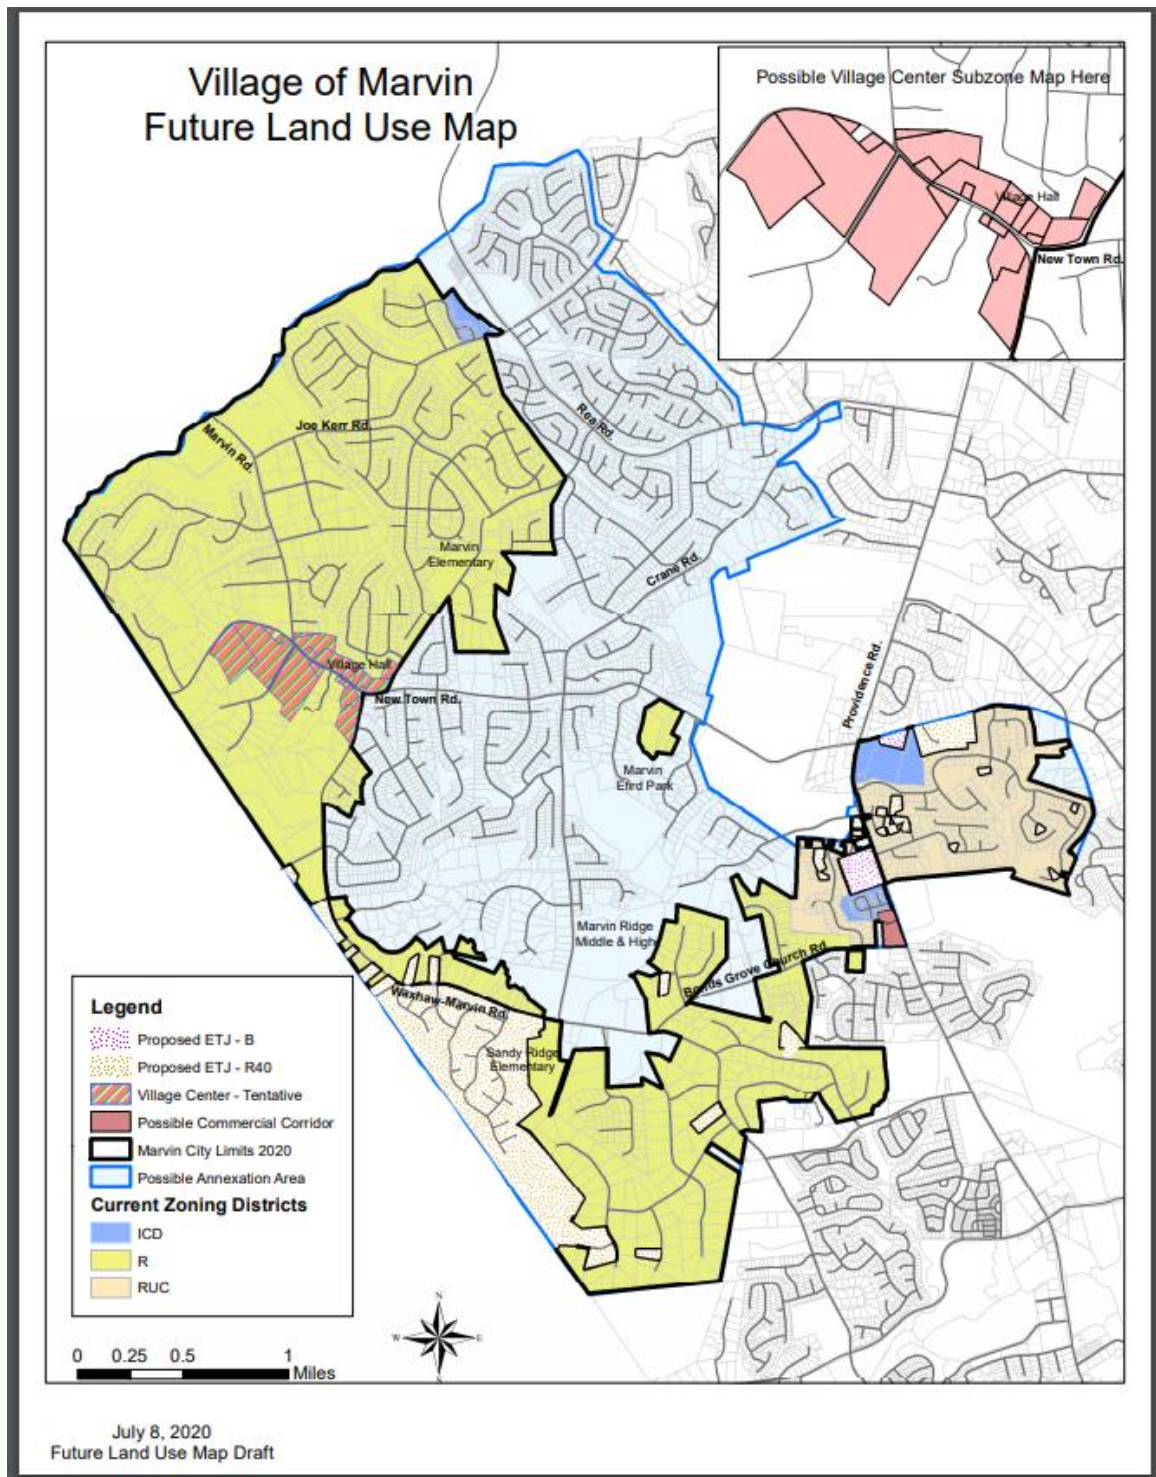 Village of Marvin
Future Land Use Map
Possible Village Center Subzone Map Here
Village Hall
New Town Rd.
Rea Rd.
Joe Kerr Rd.
Marvin Rd.
Marvin
Elementary
Crane Rd.
Village Hall
New Town Rd.
Providence Rd.
Marvin
Efird Park
Marvin Ridge
Middle & High
Bonds Grove Church Rd
Waxhaw-Marvin Rd.
Sandy Ridge
Elementary
Legend
Proposed ETJ - B
Proposed ETJ - R40
Village Center - Tentative
Possible Commercial Corridor
Marvin City Limits 2020
Possible Annexation Area
Current Zoning Districts
ICD
R
RUC
N
W
E
S
0 0.25 0.5 1
Miles
July 8, 2020
Future Land Use Map Draft